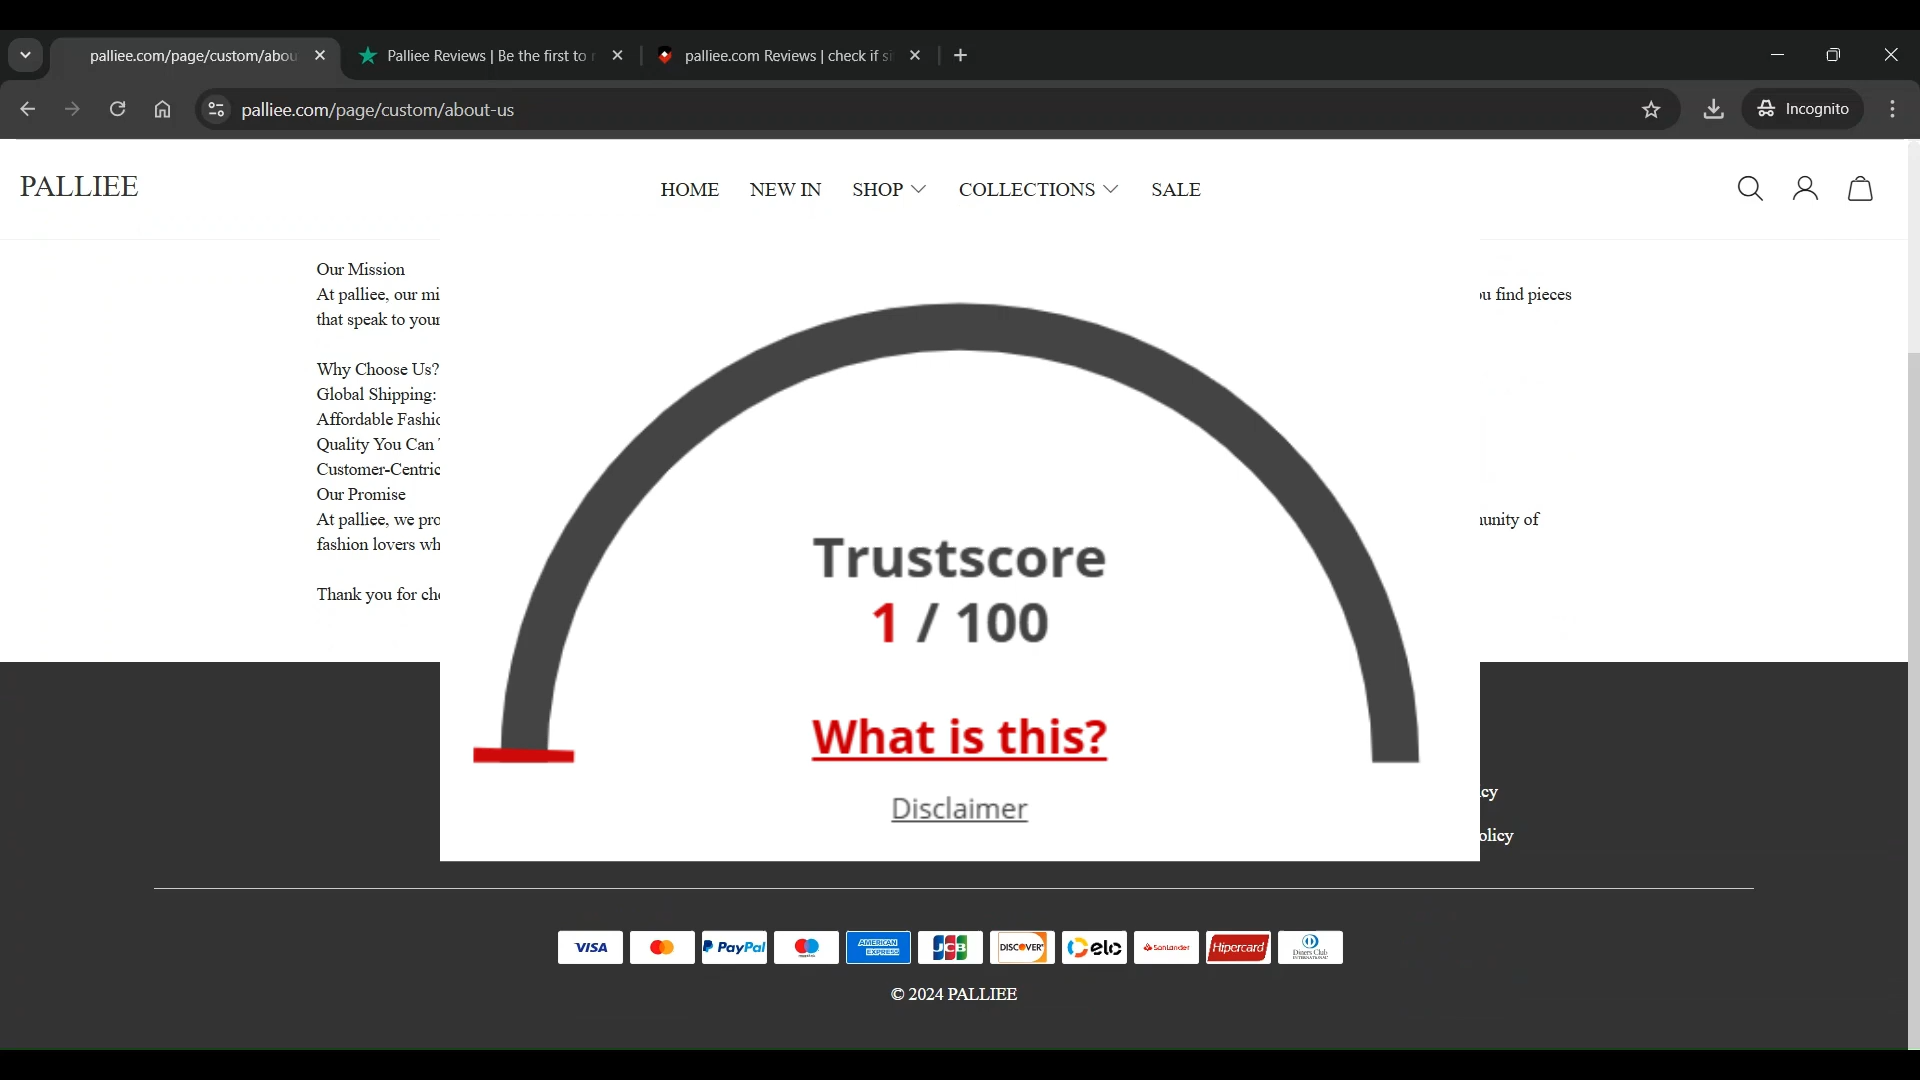 palliee.com/page/custom/abou
Palliee Reviews | Be the first to
palliee.com Reviews | check if si
palliee.com/page/custom/about-us
Incognito
PALLIEE
HOME
NEW IN
SHOP
COLLECTIONS
SALE
Our Mission
At palliee, our mi
find pieces
that speak to your
Why Choose Us?
Global Shipping:
Affordable Fashic
Quality You Can
Customer-Centric
Our Promise
At palliee, we pro
of
fashion lovers wh
Thank you for che
Trustscore
1 / 100
What is this?
Disclaimer
cy
olicy
VISA
PayPal
AMERICAN
EXPRESS
JCB
DISCOVER
elo
Santander
Hipercard
Diners Club
INTERNATIONAL
© 2024 PALLIEE